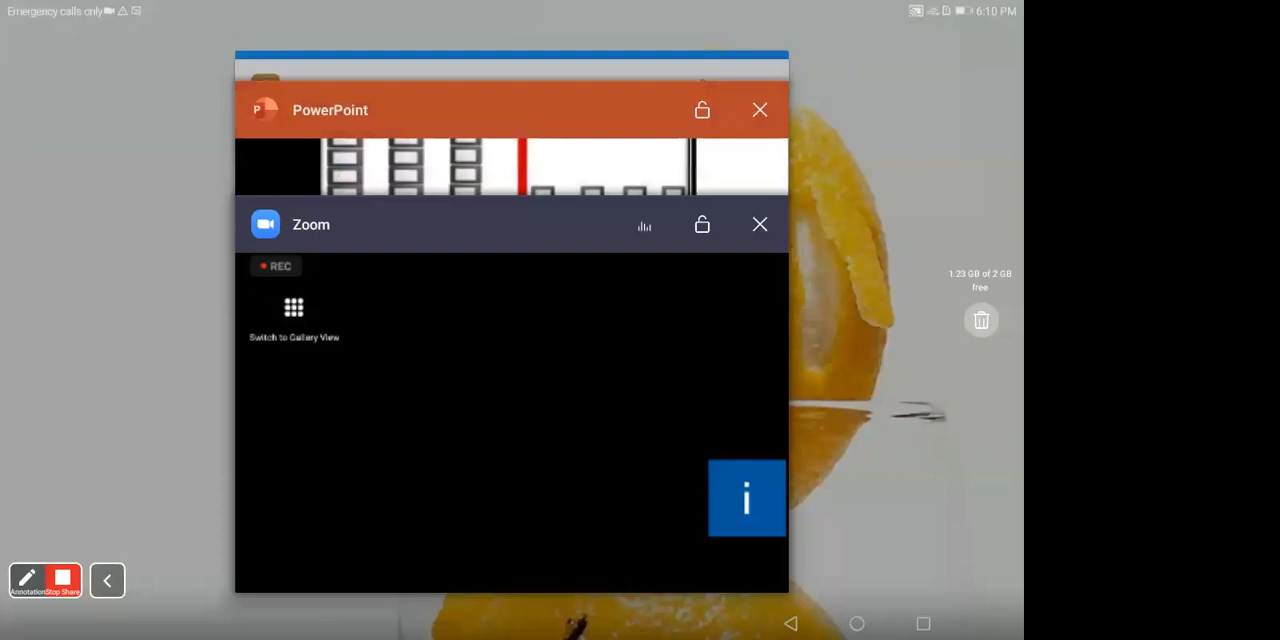 Emergency calls only
6:10 PM
P
PowerPoint
Zoom
REC
Switch to Gallery View
i
1.23 GB of 2 GB
free
Annotation Stop Share